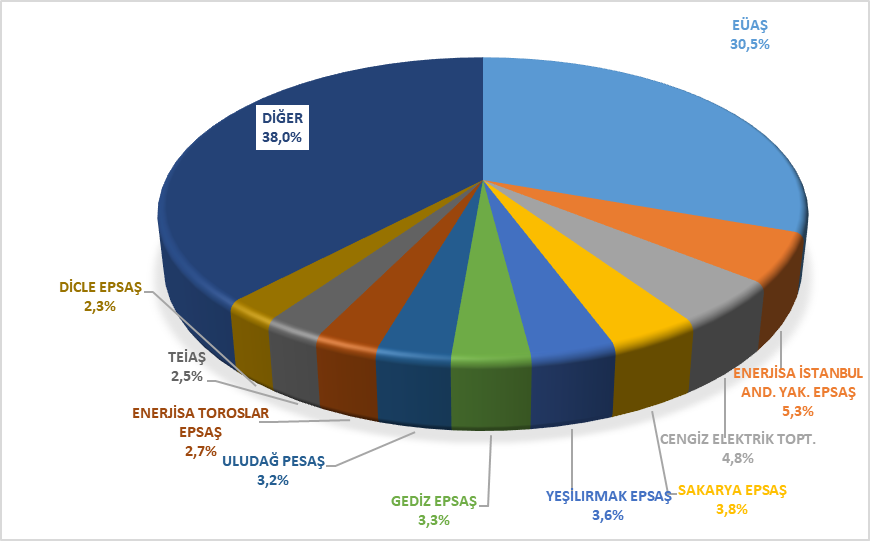 EÜAŞ
30,5%
DİĞER
38,0%
DİCLE EPSAŞ
2,3%
TEİAŞ
2,5%
ENERJİSA İSTANBUL
AND. YAK. EPSAŞ
5,3%
ENERJİSA TOROSLAR
EPSAŞ
2,7%
CENGİZ ELEKTRİK TOPT.
4,8%
ULUDAĞ PESAŞ
3,2%
GEDİZ EPSAŞ
3,3%
YEŞİLIRMAK EPSAŞ
3,6%
SAKARYA EPSAŞ
3,8%